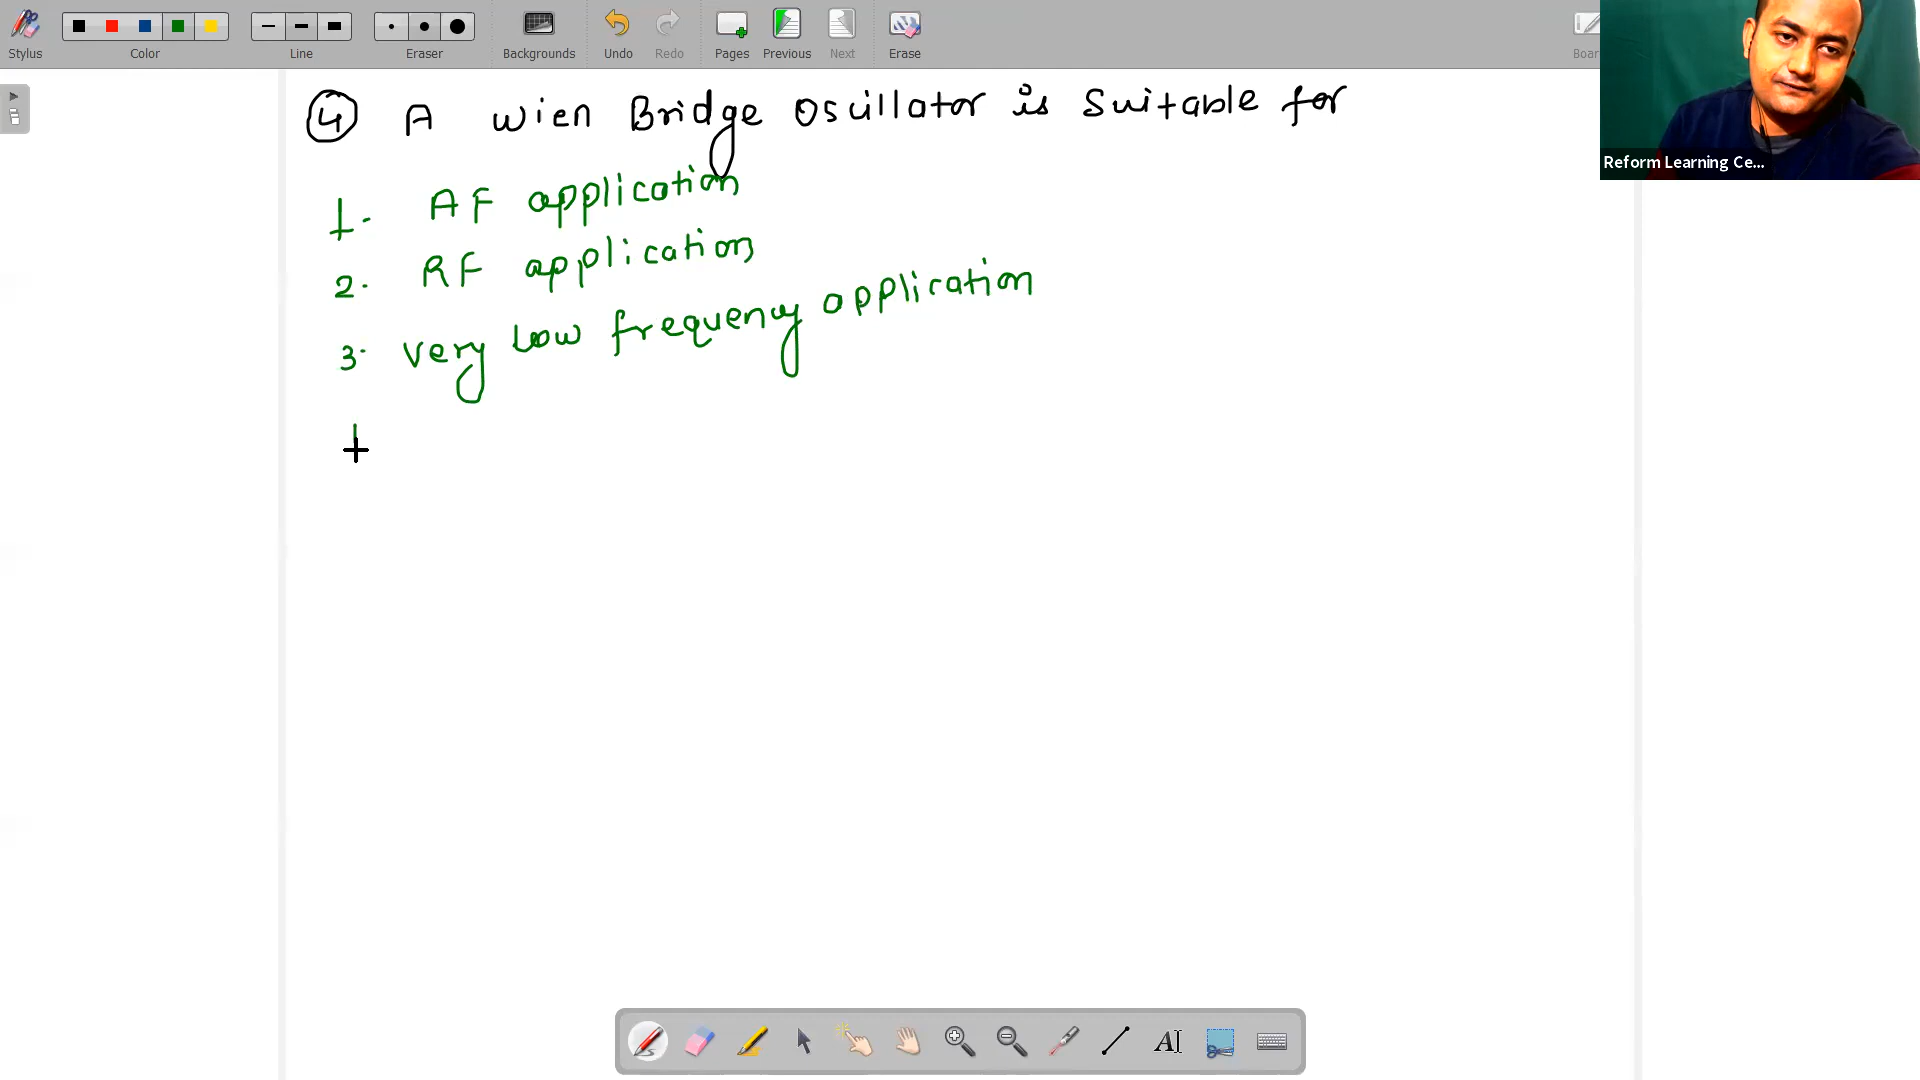 Stylus
Color
Line
Eraser
Backgrounds
Undo
Redo
Pages
Previous
Next
Erase
Boar
Reform Learning Ce...
4 A Wien Bridge Oscillator is Suitable for
1. AF application
2. RF application
3. Very Low frequency application